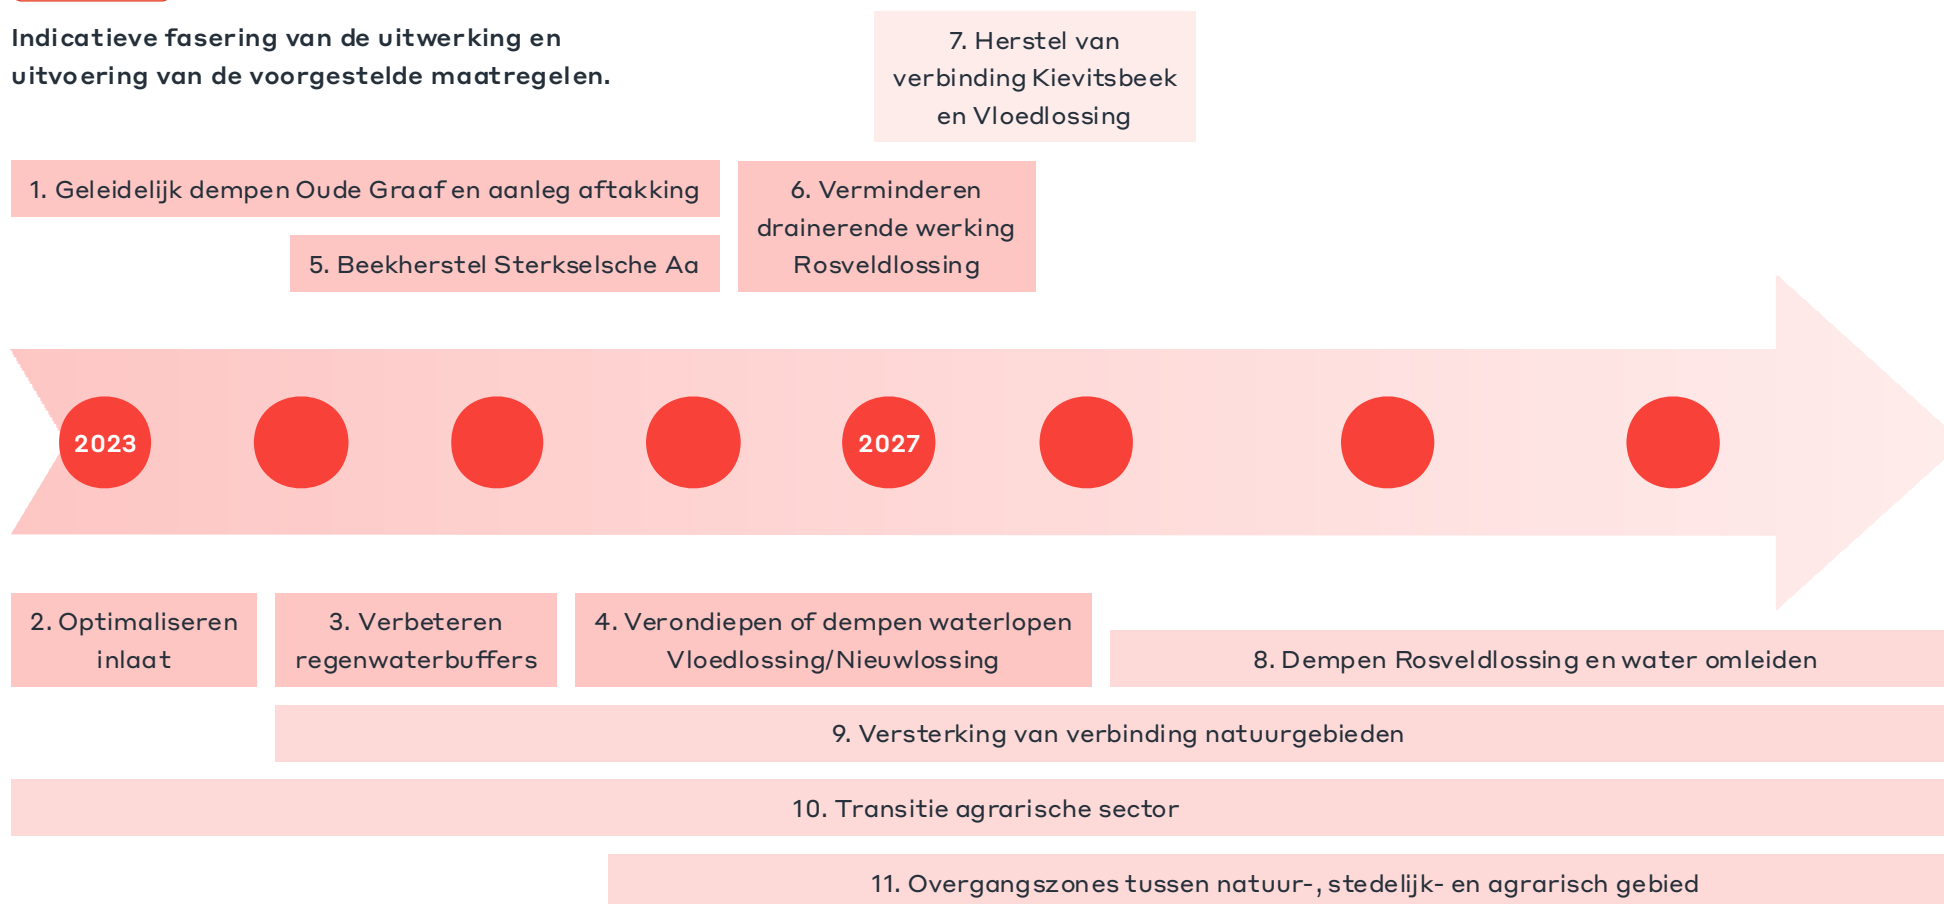 Indicatieve fasering van de uitwerking en
uitvoering van de voorgestelde maatregelen.
7. Herstel van
verbinding Kievitsbeek
en Vloedlossing
1. Geleidelijk dempen Oude Graaf en aanleg aftakking
6. Verminderen
drainerende werking
Rosveldlossing
5. Beekherstel Sterkselsche Aa
2023
2027
2. Optimaliseren
inlaat
3. Verbeteren
regenwaterbuffers
4. Verondiepen of dempen waterlopen
Vloedlossing/Nieuwlossing
8. Dempen Rosveldlossing en water omleiden
9. Versterking van verbinding natuurgebieden
10. Transitie agrarische sector
11. Overgangszones tussen natuur-, stedelijk- en agrarisch gebied